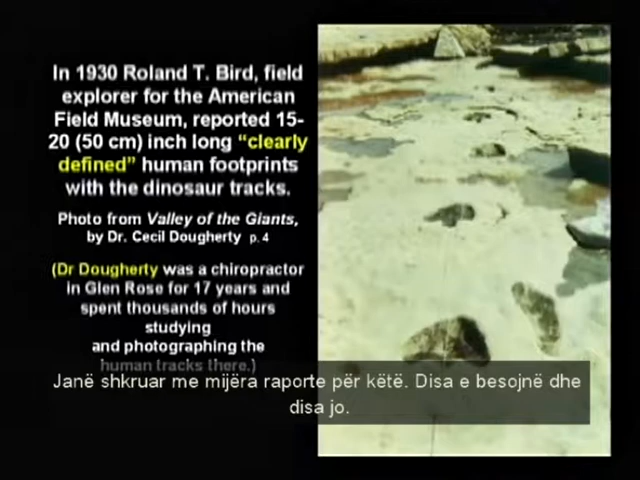 In 1930 Roland T. Bird, field
explorer for the American
Field Museum, reported 15-
20 (50 cm) inch long “clearly
defined” human footprints
with the dinosaur tracks.
Photo from Valley of the Giants,
by Dr. Cecil Dougherty p. 4
(Dr Dougherty was a chiropractor
in Glen Rose for 17 years and
spent thousands of hours
studying
and photographing the
human tracks there.)
Janë shkruar me mijëra raporte për këtë. Disa e besojnë dhe
disa jo.